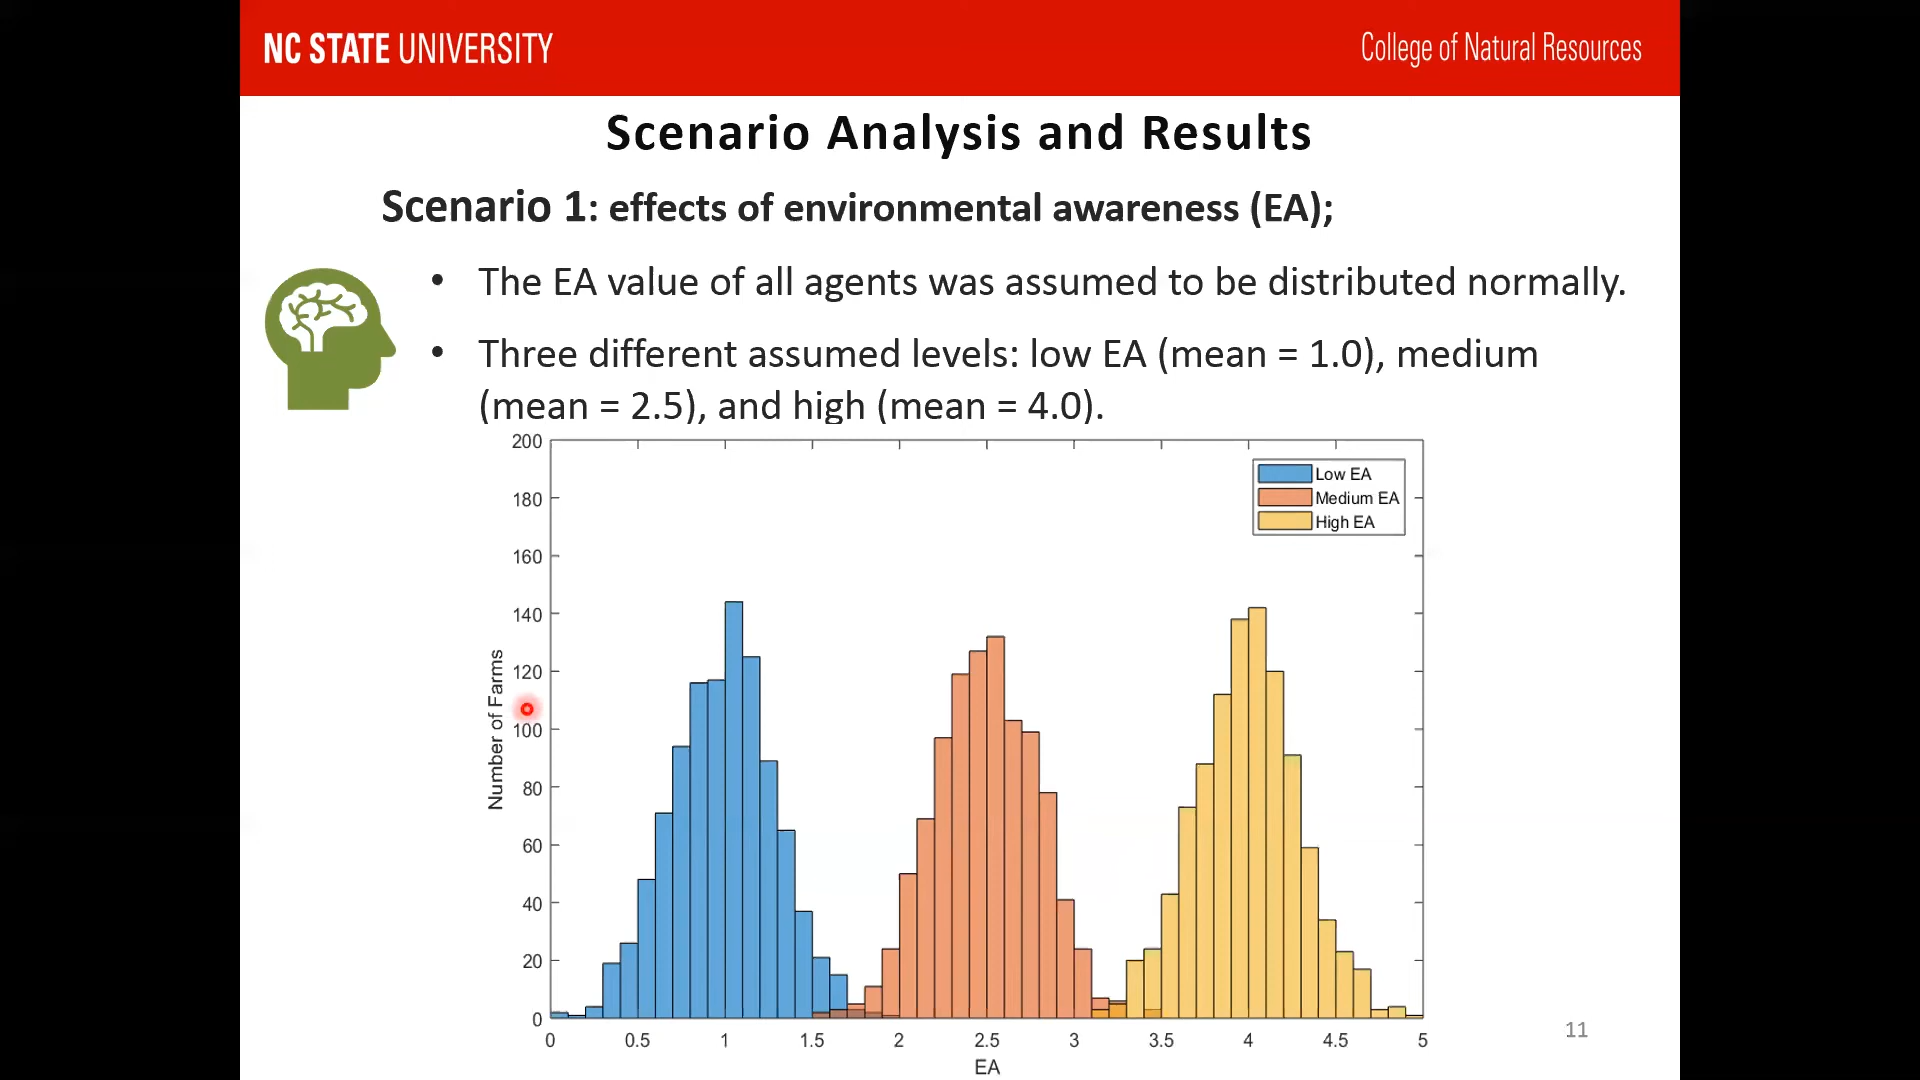 NC STATE UNIVERSITY
College of Natural Resources
Scenario Analysis and Results
Scenario 1: effects of environmental awareness (EA);
• The EA value of all agents was assumed to be distributed normally.
• Three different assumed levels: low EA (mean = 1.0), medium
(mean = 2.5), and high (mean = 4.0).
200
180
160
140
120
100
80
60
40
20
0
Number of Farms
Low EA
Medium EA
High EA
0 0.5 1 1.5 2 2.5 3 3.5 4 4.5 5
EA
11